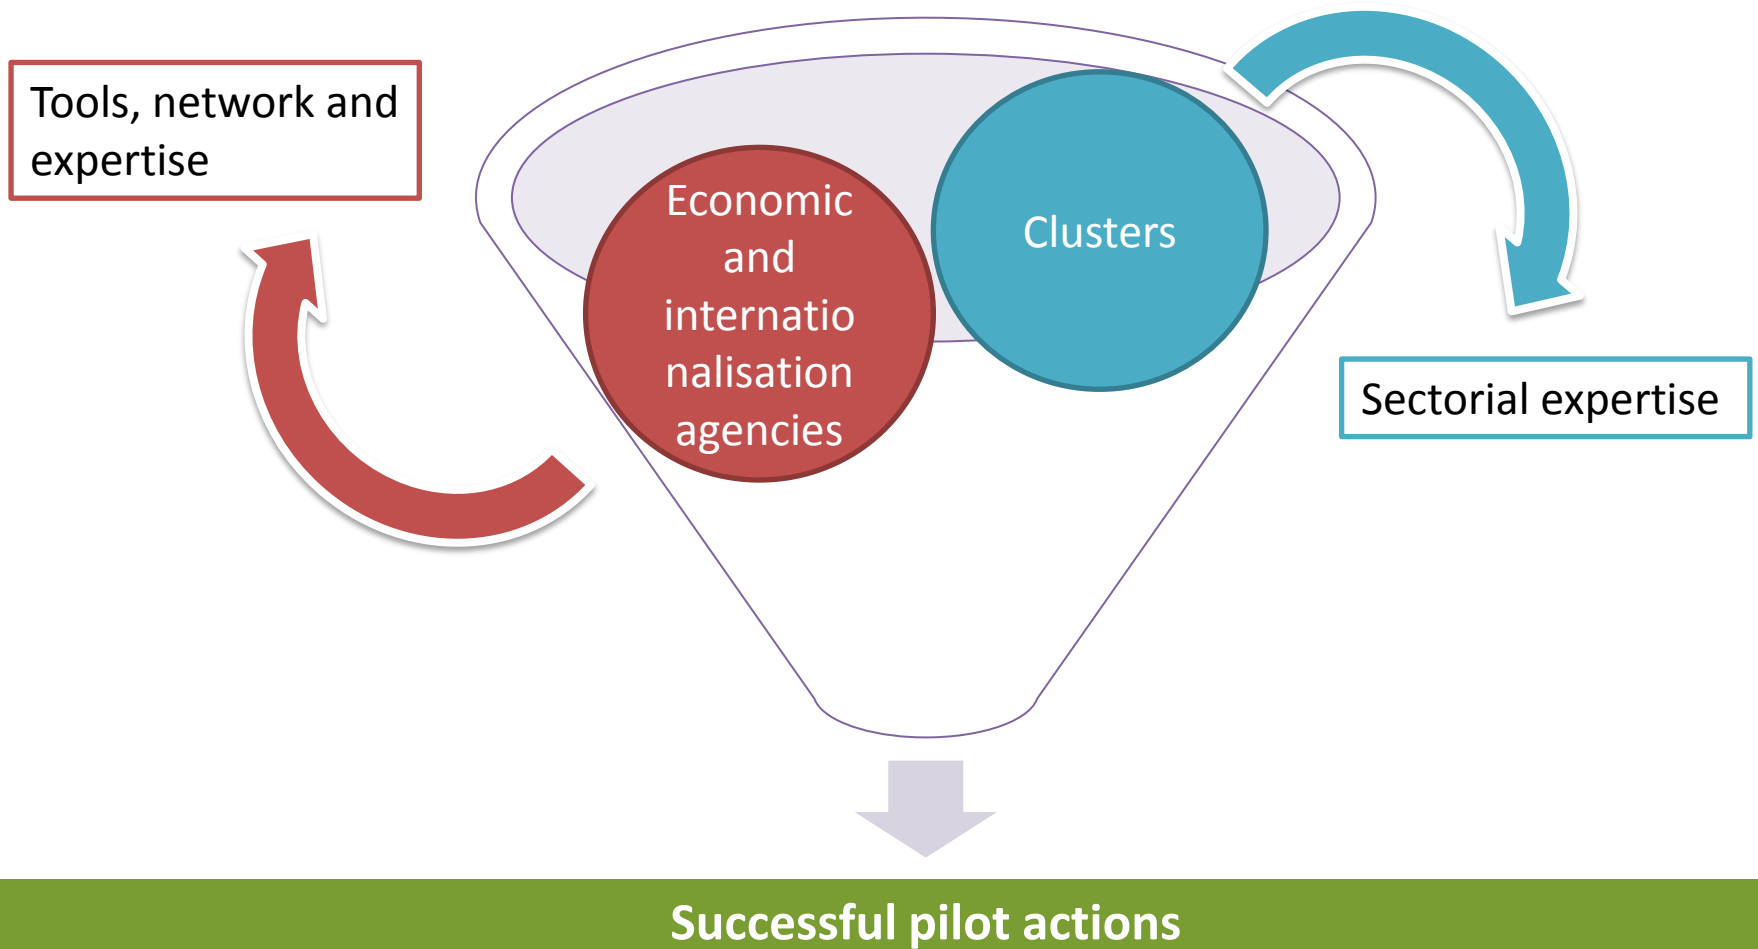 Tools, network and
expertise
Economic
and
internatio
nalisation
agencies
Clusters
Sectorial expertise
Successful pilot actions